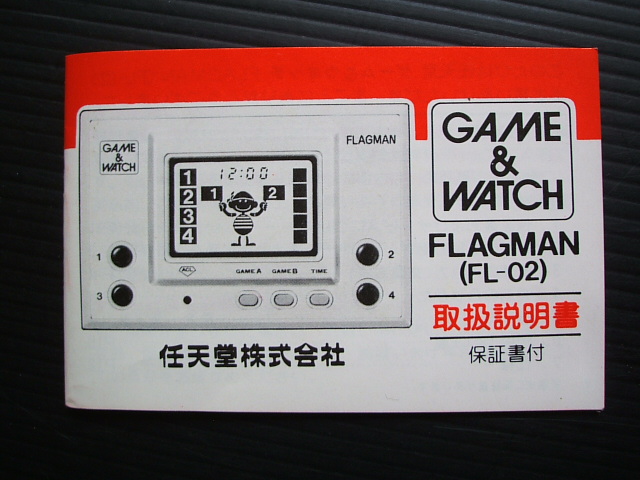 GAME
&
WATCH
FLAGMAN
12:00
1
2
3
4
1
2
1
2
3
4
ACL
GAME A
GAME B
TIME
任天堂株式会社
GAME
&
WATCH
FLAGMAN
(FL-02)
取扱説明書
保証書付